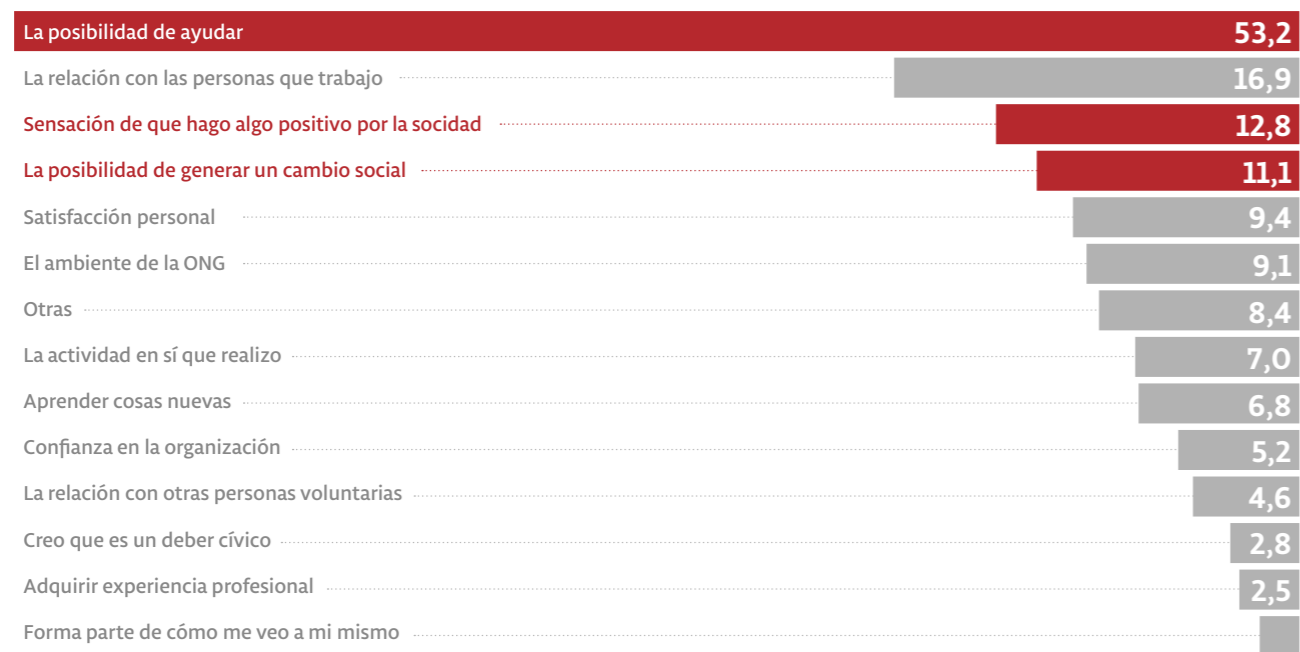 La posibilidad de ayudar 53,2
La relación con las personas que trabajo 16,9
Sensación de que hago algo positivo por la socidad 12,8
La posibilidad de generar un cambio social 11,1
Satisfacción personal 9,4
El ambiente de la ONG 9,1
Otras 8,4
La actividad en sí que realizo 7,0
Aprender cosas nuevas 6,8
Confianza en la organización 5,2
La relación con otras personas voluntarias 4,6
Creo que es un deber cívico 2,8
Adquirir experiencia profesional 2,5
Forma parte de cómo me veo a mi mismo